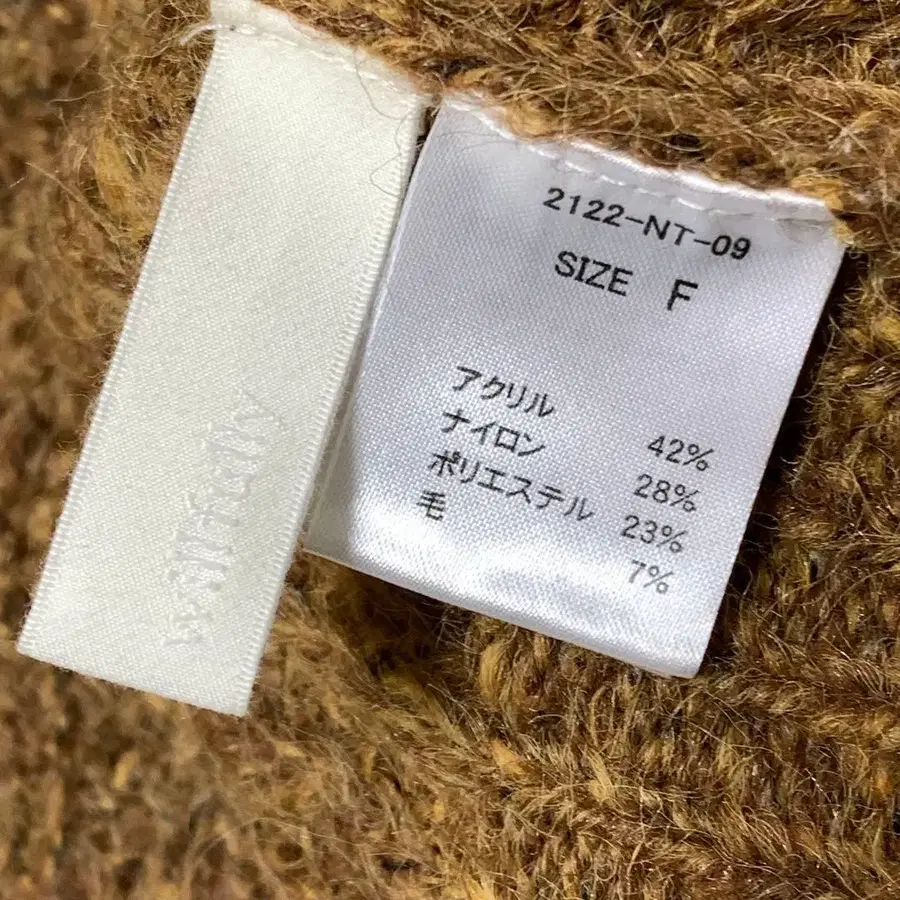 willfully
2122-NT-09
SIZE F
アクリル 42%
ナイロン 28%
ポリエステル 23%
毛 7%